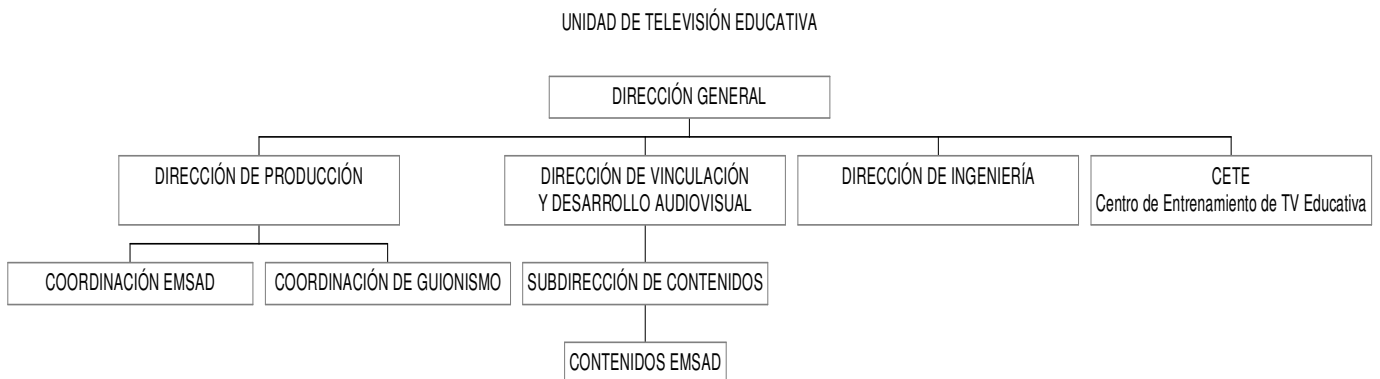 UNIDAD DE TELEVISIÓN EDUCATIVA
DIRECCIÓN GENERAL
DIRECCIÓN DE PRODUCCIÓN
DIRECCIÓN DE VINCULACIÓN
Y DESARROLLO AUDIOVISUAL
DIRECCIÓN DE INGENIERÍA
CETE
Centro de Entrenamiento de TV Educativa
COORDINACIÓN EMSAD
COORDINACIÓN DE GUIONISMO
SUBDIRECCIÓN DE CONTENIDOS
CONTENIDOS EMSAD